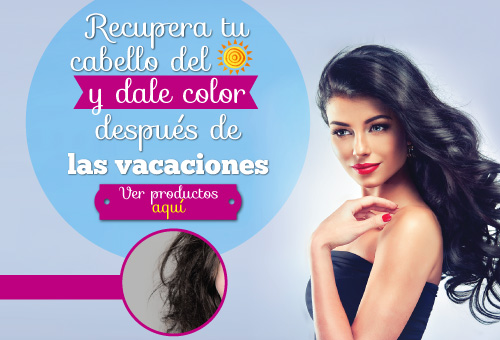 Recupera tu
cabello del
y dale color
después de
las vacaciones
Ver productos
aquí